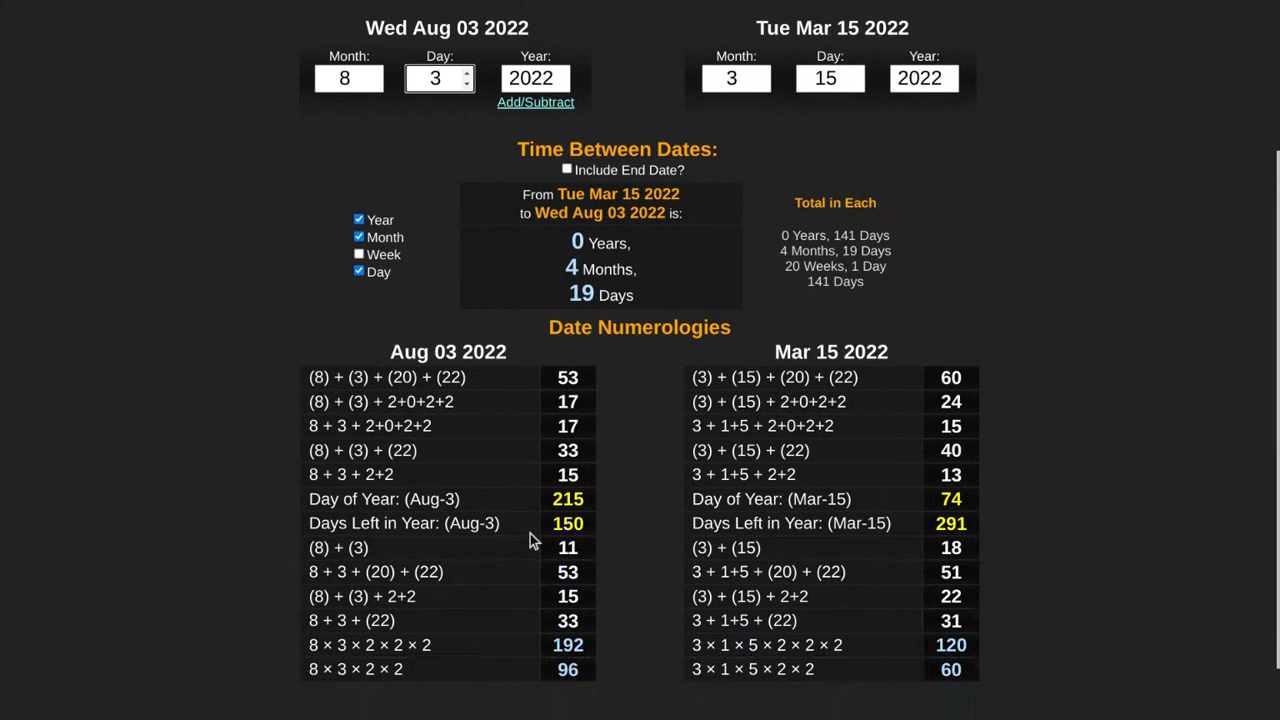 Wed Aug 03 2022
Month: Day: Year:
8 3 2022
Add/Subtract
Tue Mar 15 2022
Month: Day: Year:
3 15 2022
Time Between Dates:
Include End Date?
Year
Month
Week
Day
From Tue Mar 15 2022
to Wed Aug 03 2022 is:
0 Years,
4 Months,
19 Days
Total in Each
0 Years, 141 Days
4 Months, 19 Days
20 Weeks, 1 Day
141 Days
Date Numerologies
Aug 03 2022
(8) + (3) + (20) + (22) 53
(8) + (3) + 2+0+2+2 17
8 + 3 + 2+0+2+2 17
(8) + (3) + (22) 33
8 + 3 + 2+2 15
Day of Year: (Aug-3) 215
Days Left in Year: (Aug-3) 150
(8) + (3) 11
8 + 3 + (20) + (22) 53
(8) + (3) + 2+2 15
8 + 3 + (22) 33
8 × 3 × 2 × 2 × 2 192
8 × 3 × 2 × 2 96
Mar 15 2022
(3) + (15) + (20) + (22) 60
(3) + (15) + 2+0+2+2 24
3 + 1+5 + 2+0+2+2 15
(3) + (15) + (22) 40
3 + 1+5 + 2+2 13
Day of Year: (Mar-15) 74
Days Left in Year: (Mar-15) 291
(3) + (15) 18
3 + 1+5 + (20) + (22) 51
(3) + (15) + 2+2 22
3 + 1+5 + (22) 31
3 × 1 × 5 × 2 × 2 × 2 120
3 × 1 × 5 × 2 × 2 60